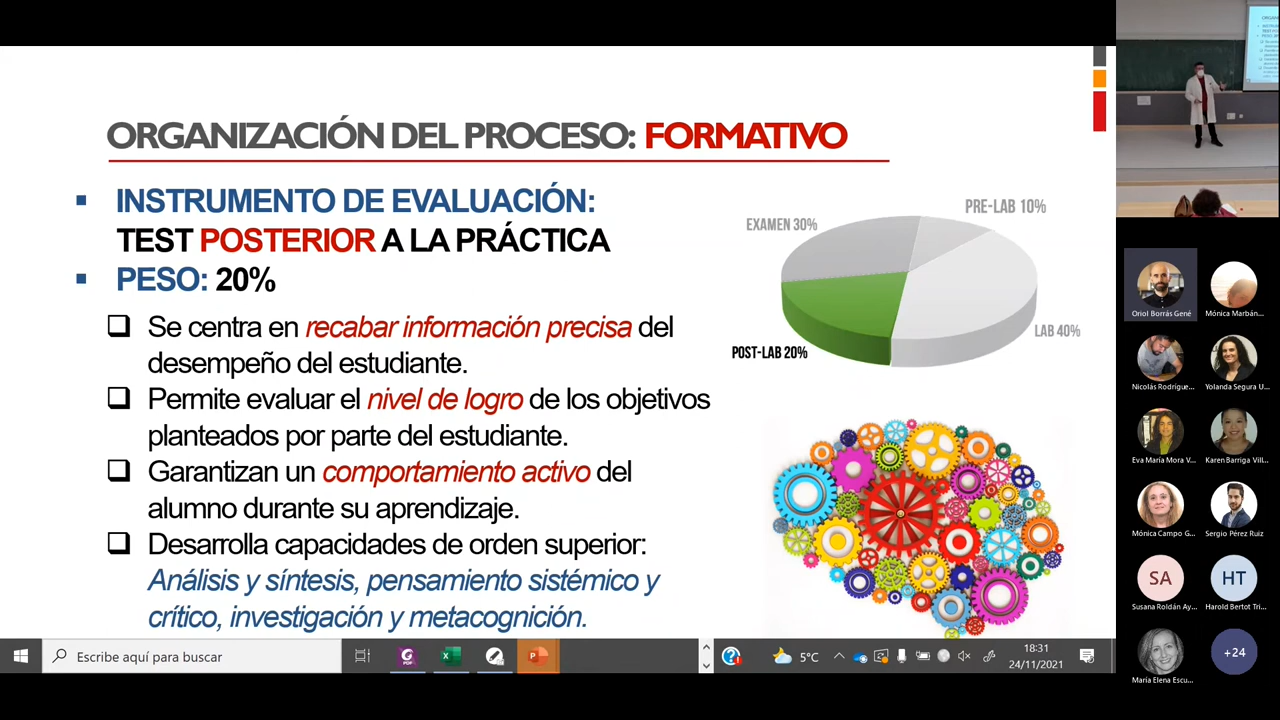 ORGANIZACIÓN DEL PROCESO: FORMATIVO
▪ INSTRUMENTO DE EVALUACIÓN:
TEST POSTERIOR A LA PRÁCTICA
▪ PESO: 20%
❑ Se centra en recabar información precisa del
desempeño del estudiante.
❑ Permite evaluar el nivel de logro de los objetivos
planteados por parte del estudiante.
❑ Garantizan un comportamiento activo del
alumno durante su aprendizaje.
❑ Desarrolla capacidades de orden superior:
Análisis y síntesis, pensamiento sistémico y
crítico, investigación y metacognición.
PRE-LAB 10%
EXAMEN 30%
LAB 40%
POST-LAB 20%
Escribe aquí para buscar
5°C
18:31
24/11/2021
Oriol Borrás Gené
Mónica Marbán...
Nicolás Rodrígue...
Yolanda Segura U...
Eva María Mora V...
Karen Barriga Vill...
Mónica Campo G...
Sergio Pérez Ruiz
SA
HT
Susana Roldán Ay...
Harold Bertot Tri...
+24
María Elena Escu...